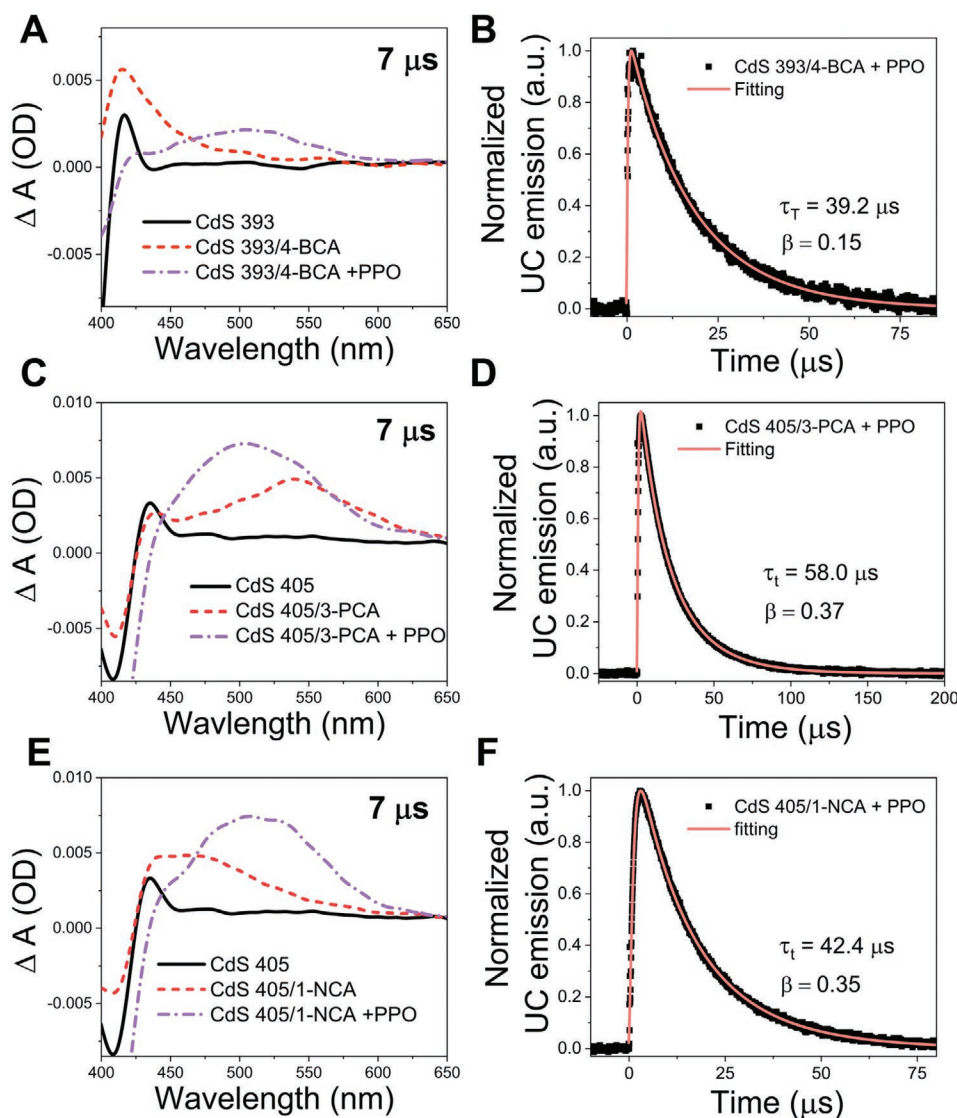 A
7 μs
0.005
0.000
-0.005
Δ A (OD)
CdS 393
CdS 393/4-BCA
CdS 393/4-BCA +PPO
400 450 500 550 600 650
Wavelength (nm)
B
CdS 393/4-BCA + PPO
Fitting
τT = 39.2 μs
β = 0.15
Normalized
UC emission (a.u.)
1.0
0.8
0.6
0.4
0.2
0.0
0 25 50 75
Time (μs)
C
7 μs
0.010
0.005
0.000
-0.005
Δ A (OD)
CdS 405
CdS 405/3-PCA
CdS 405/3-PCA + PPO
400 450 500 550 600 650
Wavelength (nm)
D
CdS 405/3-PCA + PPO
Fitting
τt = 58.0 μs
β = 0.37
Normalized
UC emission (a.u.)
1.0
0.8
0.6
0.4
0.2
0.0
0 50 100 150 200
Time (μs)
E
7 μs
0.010
0.005
0.000
-0.005
Δ A (OD)
CdS 405
CdS 405/1-NCA
CdS 405/1-NCA +PPO
400 450 500 550 600 650
Wavelength (nm)
F
CdS 405/1-NCA + PPO
fitting
τt = 42.4 μs
β = 0.35
Normalized
UC emission (a.u.)
1.0
0.8
0.6
0.4
0.2
0.0
0 25 50 75
Time (μs)